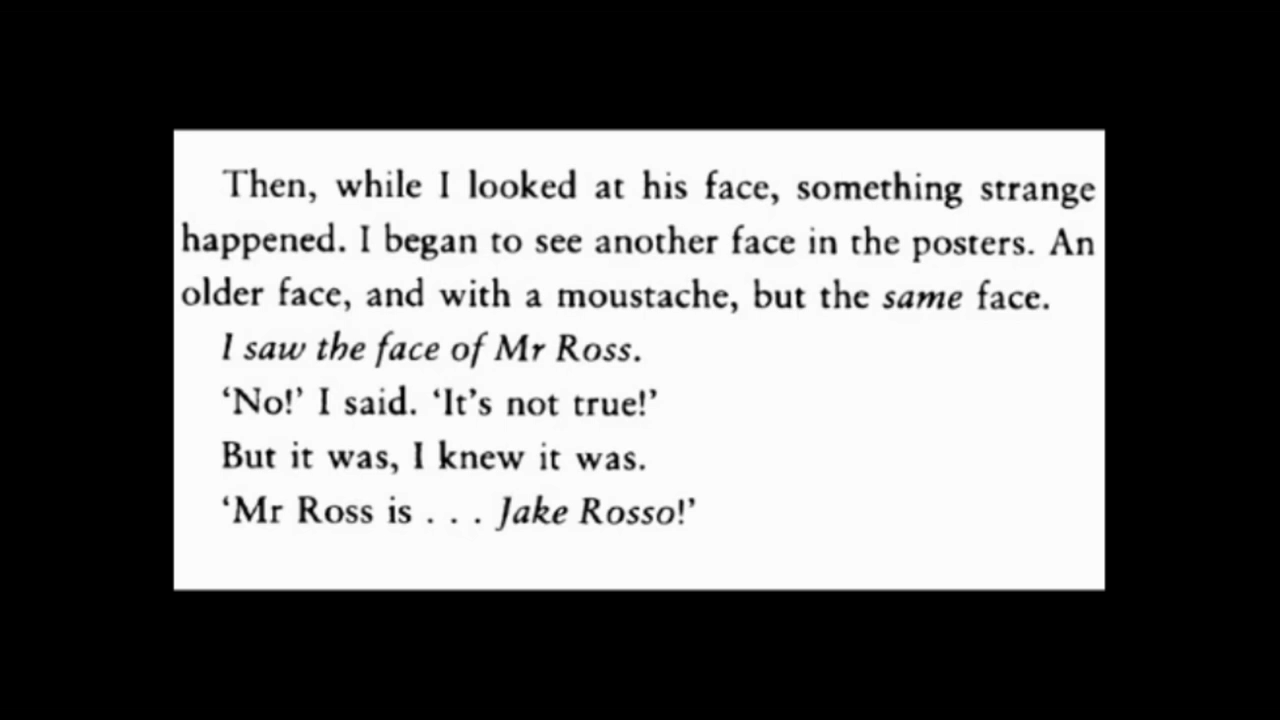 Then, while I looked at his face, something strange
happened. I began to see another face in the posters. An
older face, and with a moustache, but the same face.
I saw the face of Mr Ross.
‘No!’ I said. ‘It’s not true!’
But it was, I knew it was.
‘Mr Ross is . . . Jake Rosso!’